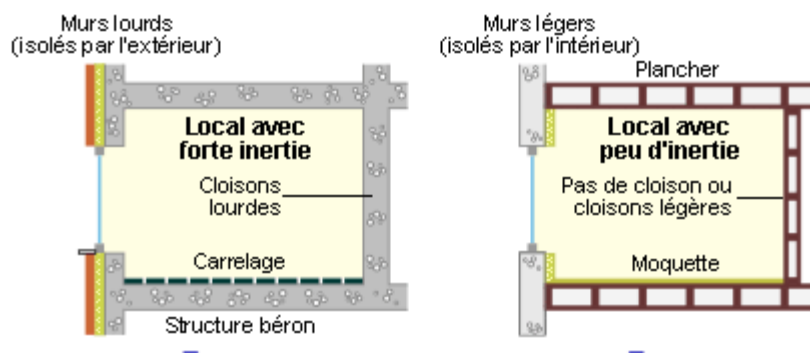 Murs lourds
(isolés par l'extérieur)
Local avec
forte inertie
Cloisons
lourdes
Carrelage
Structure béron
Murs légers
(isolés par l'intérieur)
Plancher
Local avec
peu d'inertie
Pas de cloison ou
cloisons légères
Moquette